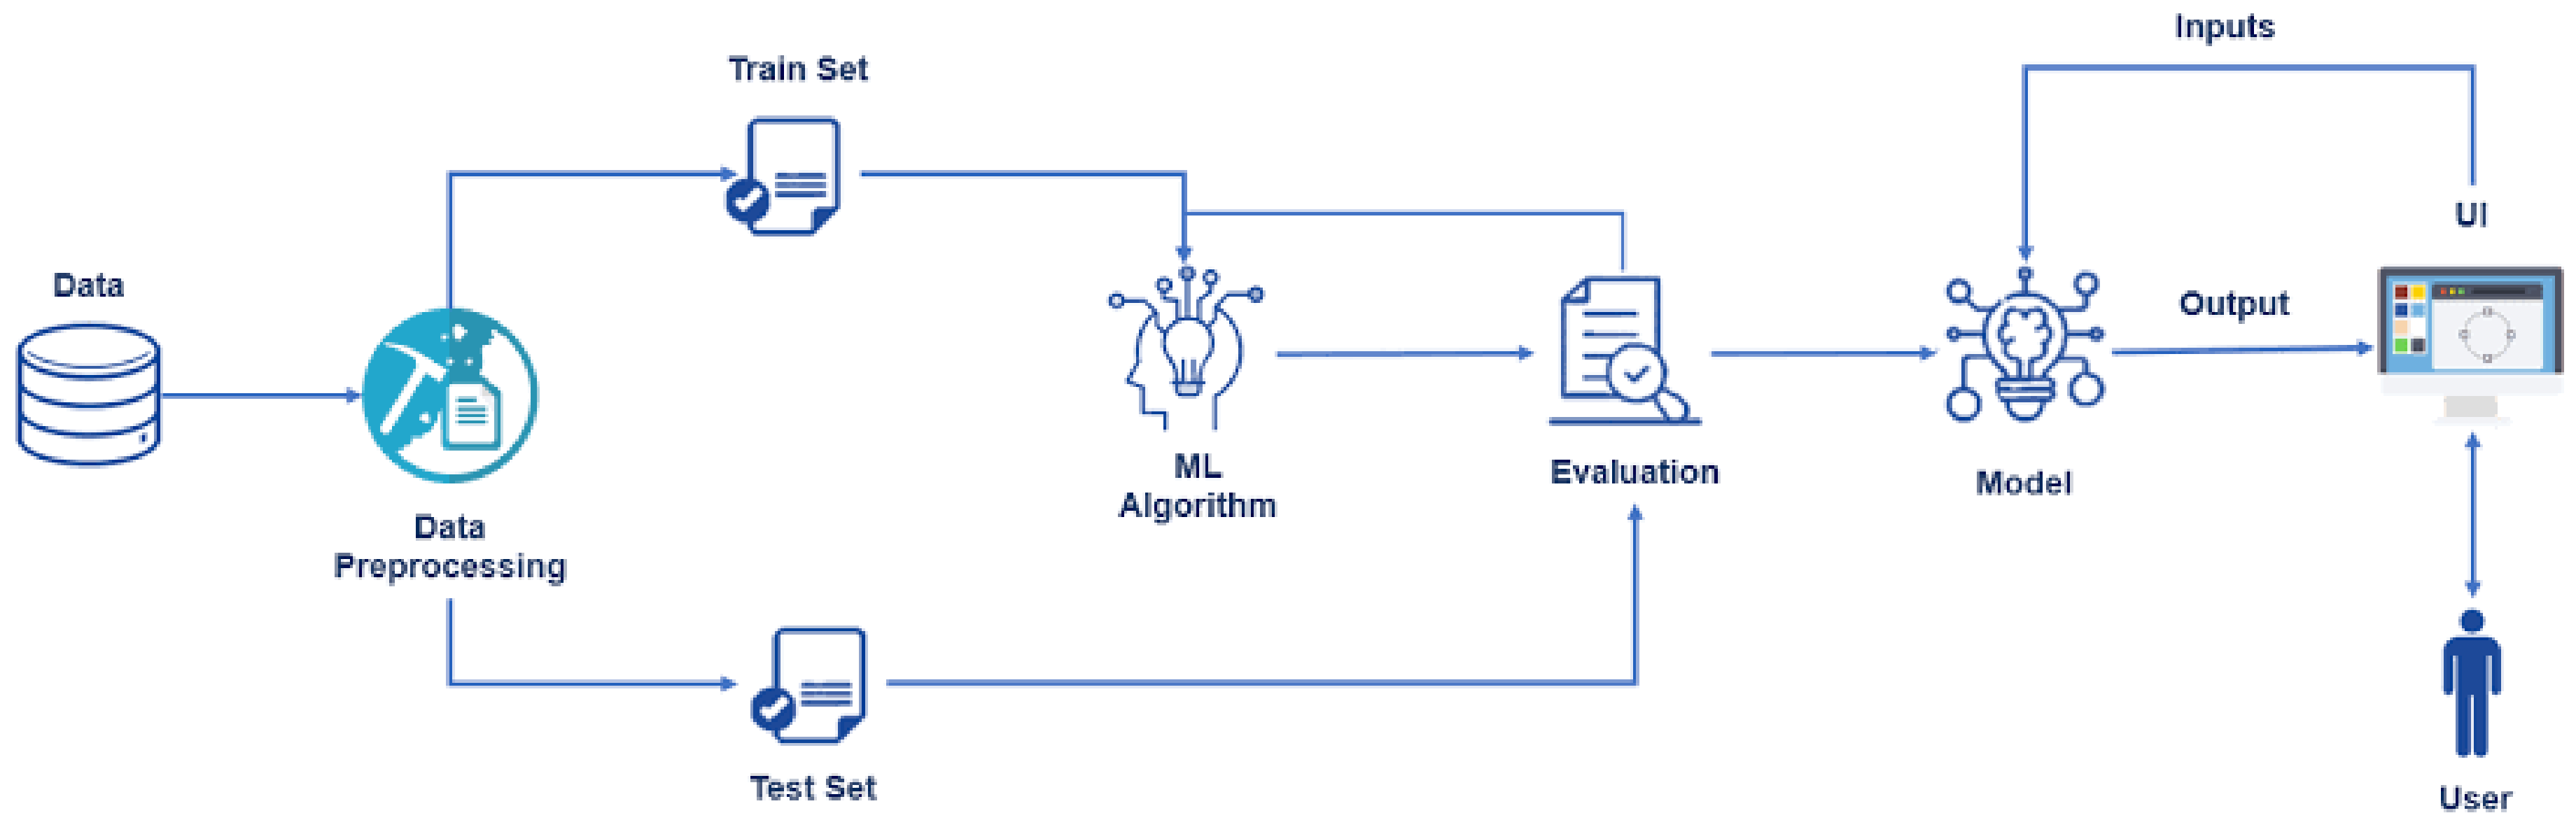 Inputs
Train Set
UI
Data
Output
ML
Algorithm
Evaluation
Model
Data
Preprocessing
Test Set
User